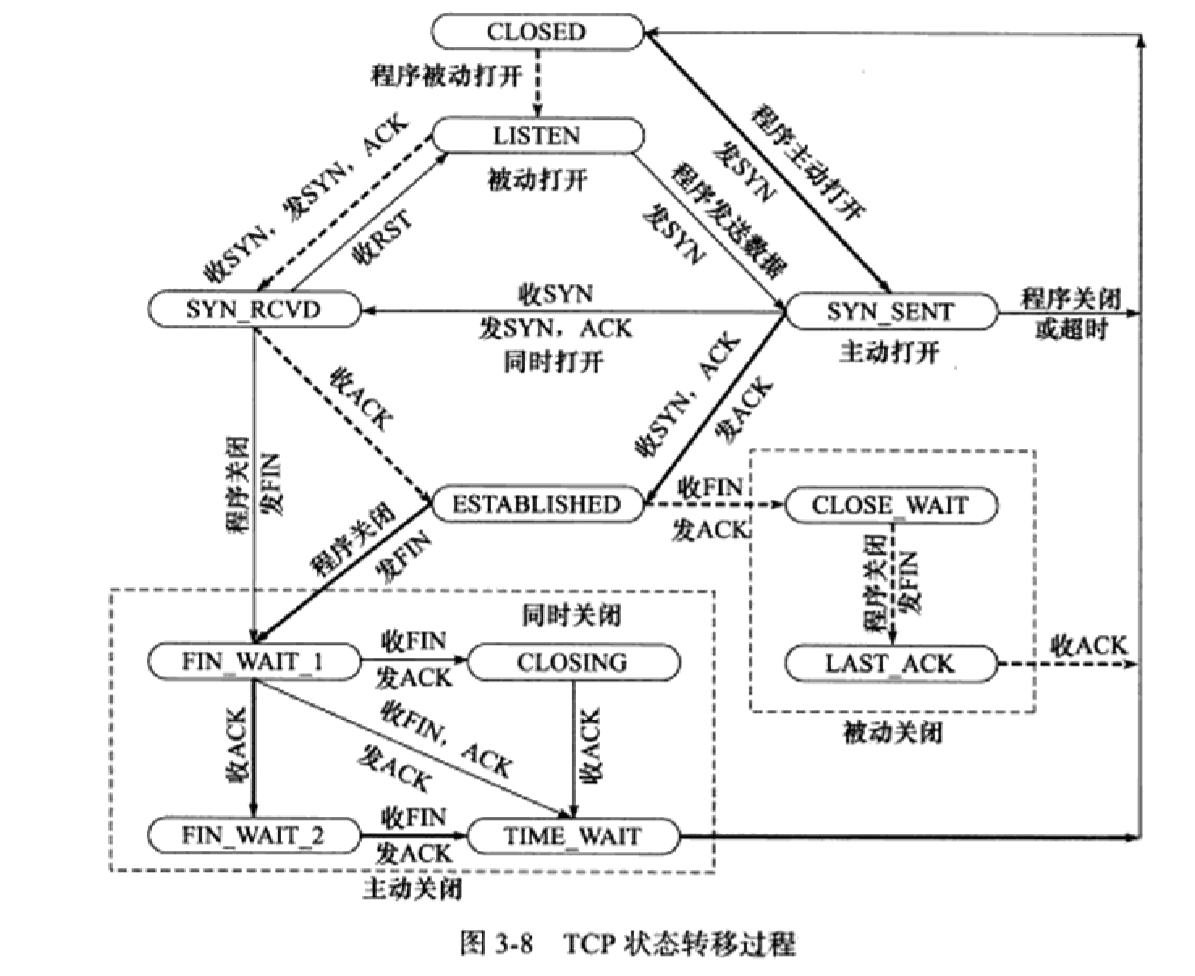 CLOSED
程序被动打开
LISTEN
被动打开
程序主动打开
发SYN
收SYN，发SYN，ACK
收RST
程序发送数据
发SYN
SYN_RCVD
收SYN
发SYN，ACK
同时打开
SYN_SENT
主动打开
程序关闭
或超时
收ACK
收SYN，ACK
发ACK
程序关闭
发FIN
ESTABLISHED
收FIN
发ACK
CLOSE_WAIT
程序关闭
发FIN
程序关闭
发FIN
LAST_ACK
收ACK
被动关闭
同时关闭
FIN_WAIT_1
收FIN
发ACK
CLOSING
收ACK
收FIN，ACK
发ACK
收ACK
FIN_WAIT_2
收FIN
发ACK
TIME_WAIT
主动关闭
图 3-8 TCP 状态转移过程